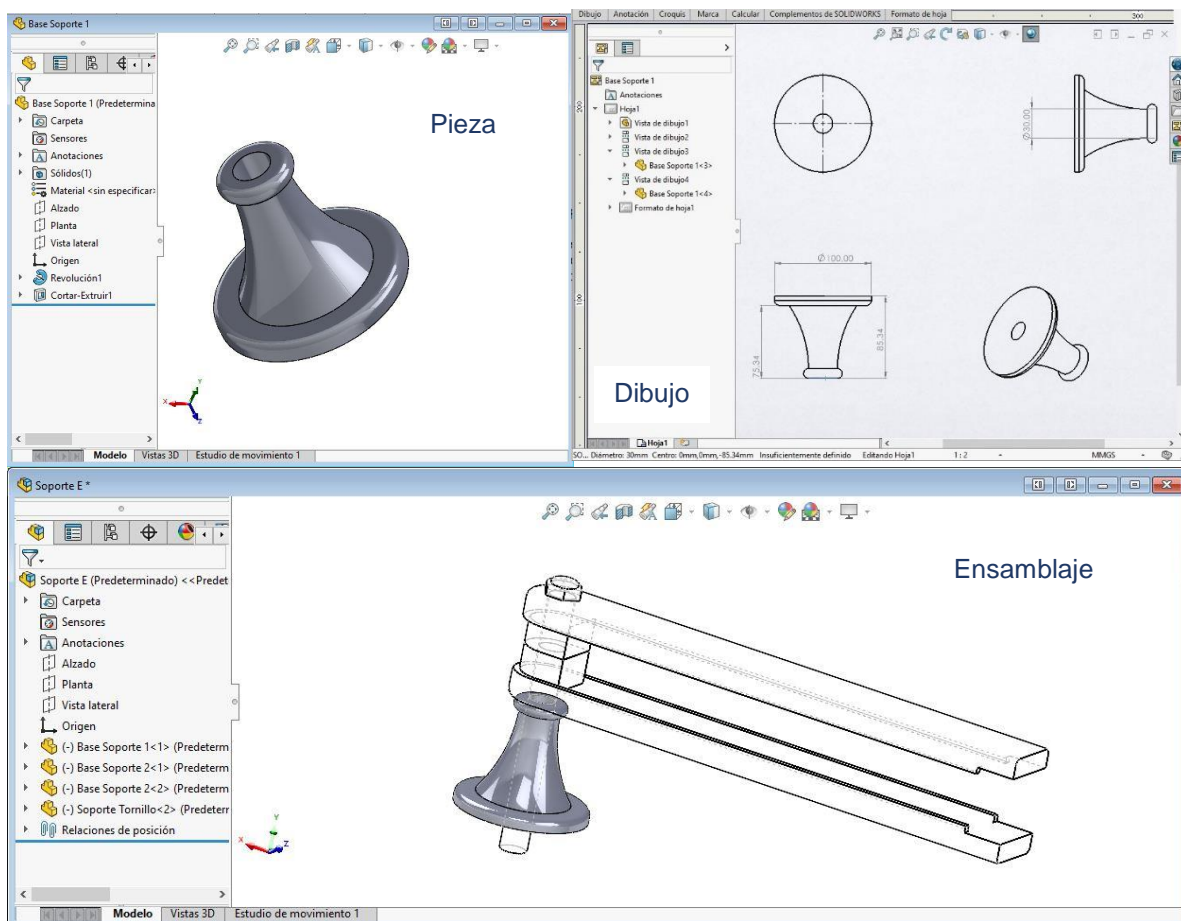 Base Soporte 1
Base Soporte 1 (Predetermina
Carpeta
Sensores
Anotaciones
Sólidos(1)
Material <sin especificar>
Alzado
Planta
Vista lateral
Origen
Revolución1
Cortar-Extruir1
Pieza
Y
X
Z
Modelo
Vistas 3D
Estudio de movimiento 1
Dibujo Anotación Croquis Marca Calcular Complementos de SOLIDWORKS Formato de hoja
300
200
100
Base Soporte 1
Anotaciones
Hoja1
Vista de dibujo1
Vista de dibujo2
Vista de dibujo3
Base Soporte 1<3>
Vista de dibujo4
Base Soporte 1<4>
Formato de hoja1
Ø30.00
Ø100.00
75.34
85.34
Dibujo
Hoja1
SO... Diámetro: 30mm Centro: 0mm,0mm,-85.34mm Insuficientemente definido Editando Hoja1 1:2 MMGS
Soporte E *
Soporte E (Predeterminado) <<Predet
Carpeta
Sensores
Anotaciones
Alzado
Planta
Vista lateral
Origen
(-) Base Soporte 1<1> (Predeterm
(-) Base Soporte 2<1> (Predeterm
(-) Base Soporte 2<2> (Predeterm
(-) Soporte Tornillo<2> (Predeterr
Relaciones de posición
Ensamblaje
Y
X
Z
Modelo
Vistas 3D
Estudio de movimiento 1